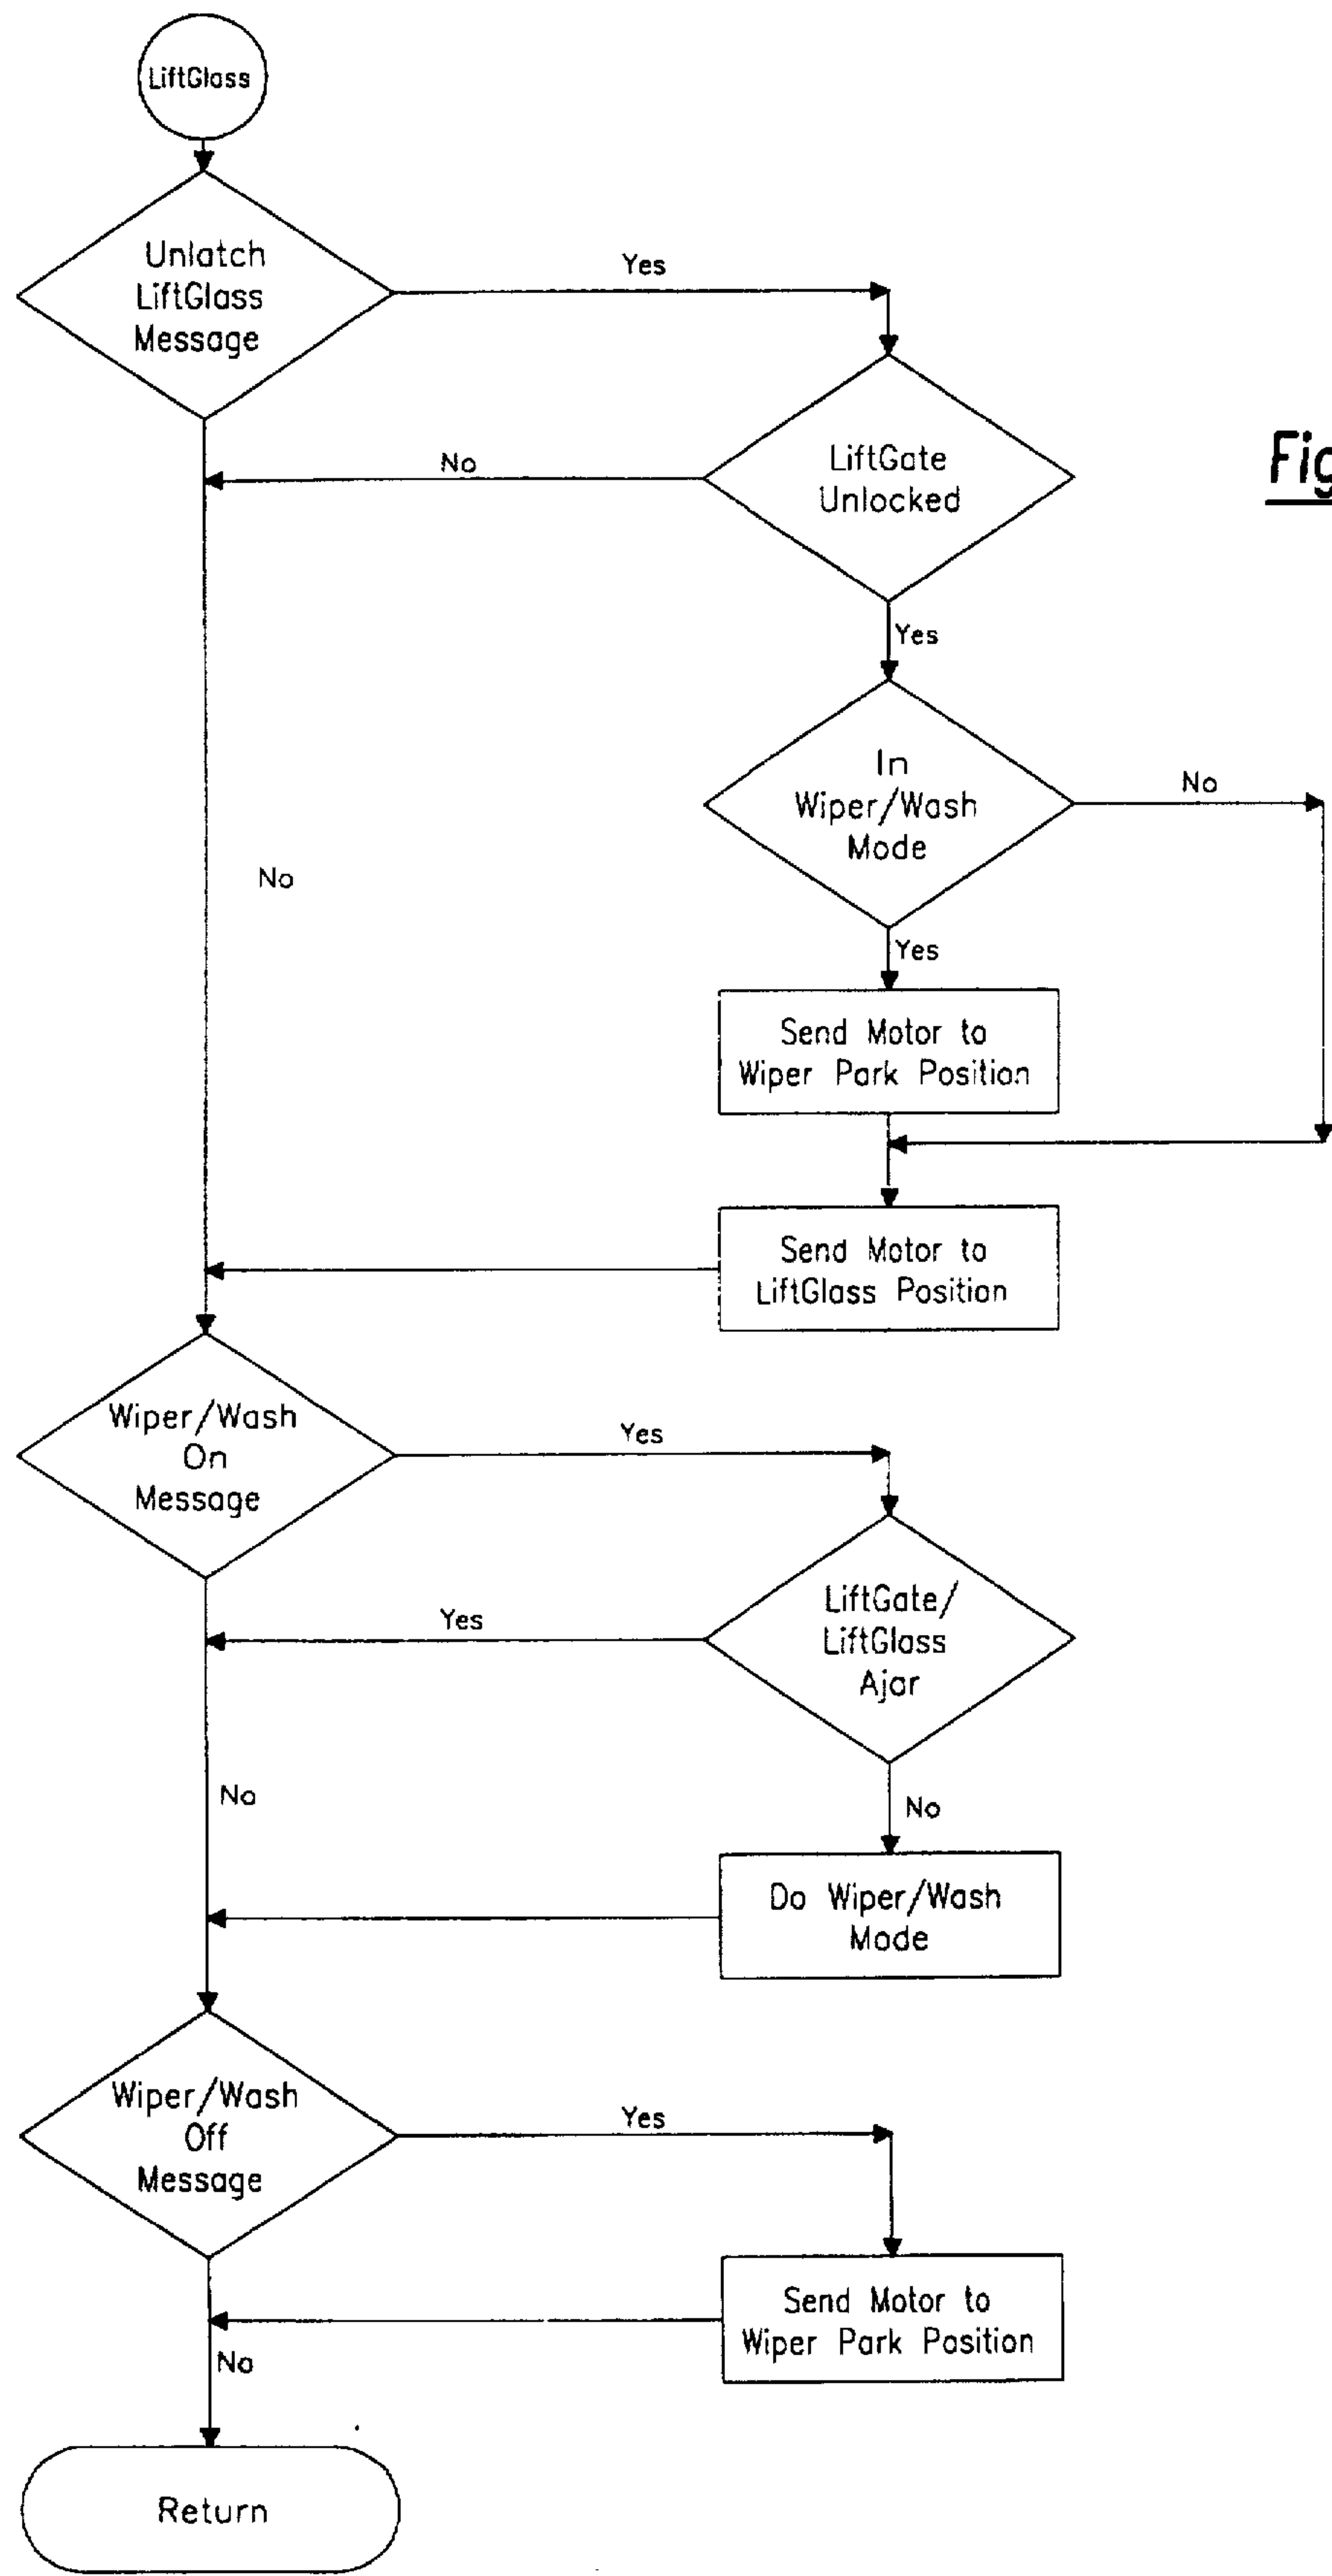 LiftGlass
Unlatch
LiftGlass
Message
Yes
LiftGate
Unlocked
No
Fig
Yes
In
Wiper/Wash
Mode
No
No
Yes
Send Motor to
Wiper Park Position
Send Motor to
LiftGlass Position
Wiper/Wash
On
Message
Yes
LiftGate/
LiftGlass
Ajar
Yes
No
No
Do Wiper/Wash
Mode
Wiper/Wash
Off
Message
Yes
Send Motor to
Wiper Park Position
No
Return